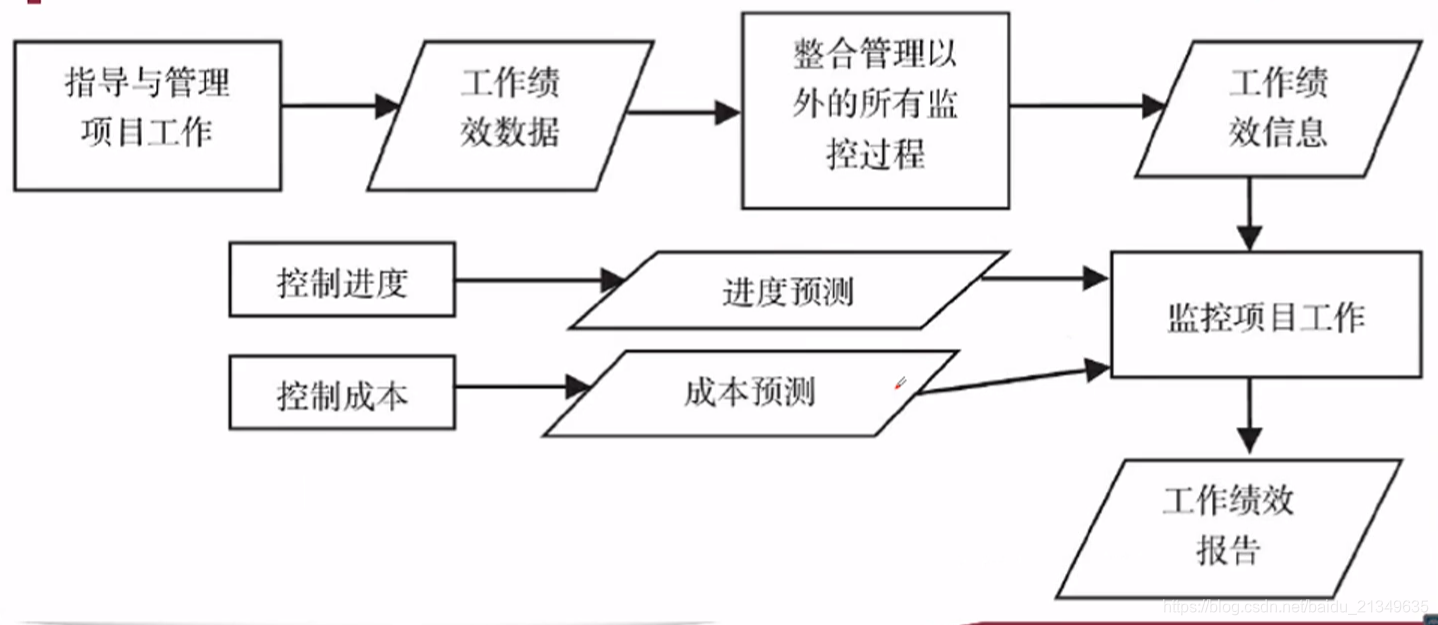 指导与管理
项目工作
工作绩
效数据
整合管理以
外的所有监
控过程
工作绩
效信息
控制进度
进度预测
监控项目工作
控制成本
成本预测
工作绩效
报告
https://blog.csdn.net/baidu_21349635